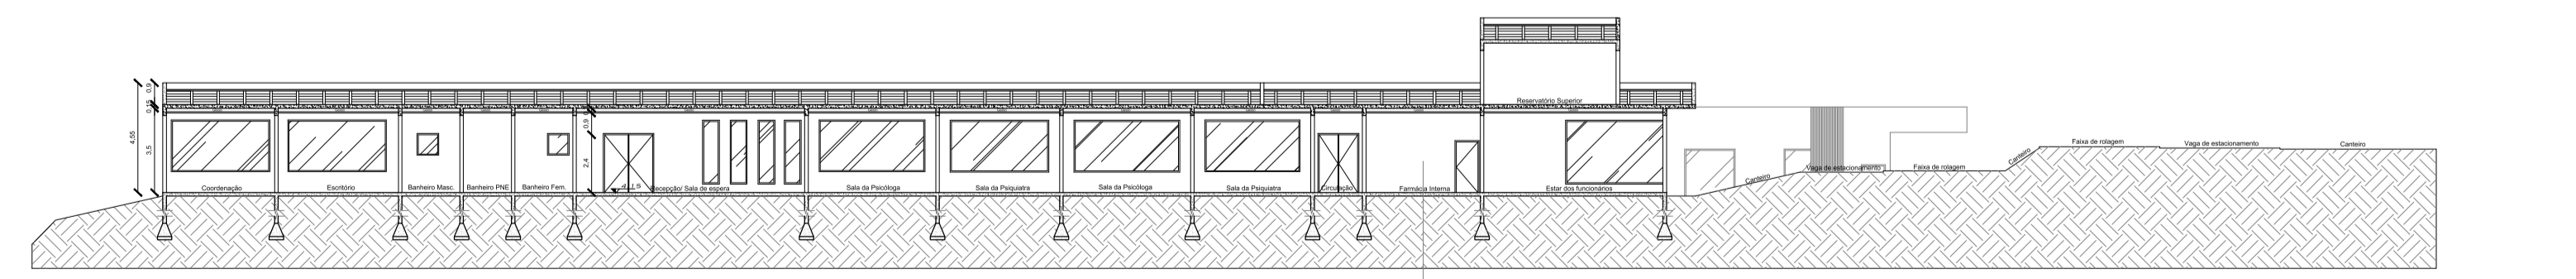 Reservatório Superior
0,9
0,15
4,55
3,5
0,9
2,4
Coordenação
Escritório
Banheiro Masc.
Banheiro PNE
Banheiro Fem.
Recepção/ Sala de espera
Sala da Psicóloga
Sala da Psiquiatra
Sala da Psicóloga
Sala da Psiquiatra
Circulação
Farmácia Interna
Estar dos funcionários
Canteiro
Vaga de estacionamento
Faixa de rolagem
Canteiro
Faixa de rolagem
Vaga de estacionamento
Canteiro